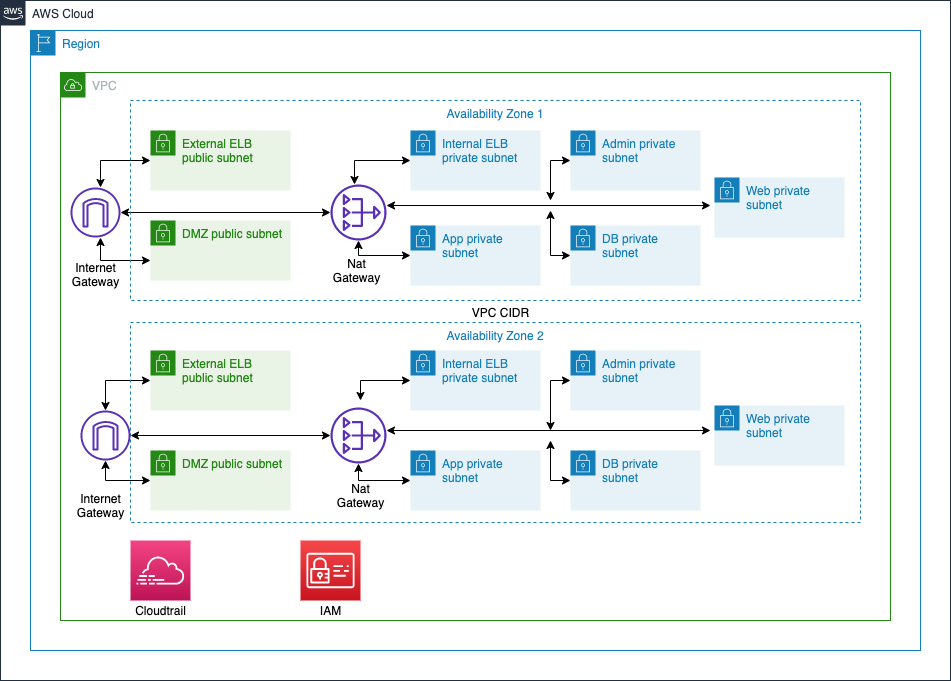 aws
AWS Cloud
Region
VPC
Availability Zone 1
External ELB
public subnet
Internal ELB
private subnet
Admin private
subnet
Web private
subnet
DMZ public subnet
App private
subnet
DB private
subnet
Internet
Gateway
Nat
Gateway
VPC CIDR
Availability Zone 2
External ELB
public subnet
Internal ELB
private subnet
Admin private
subnet
Web private
subnet
DMZ public subnet
App private
subnet
DB private
subnet
Internet
Gateway
Nat
Gateway
Cloudtrail
IAM